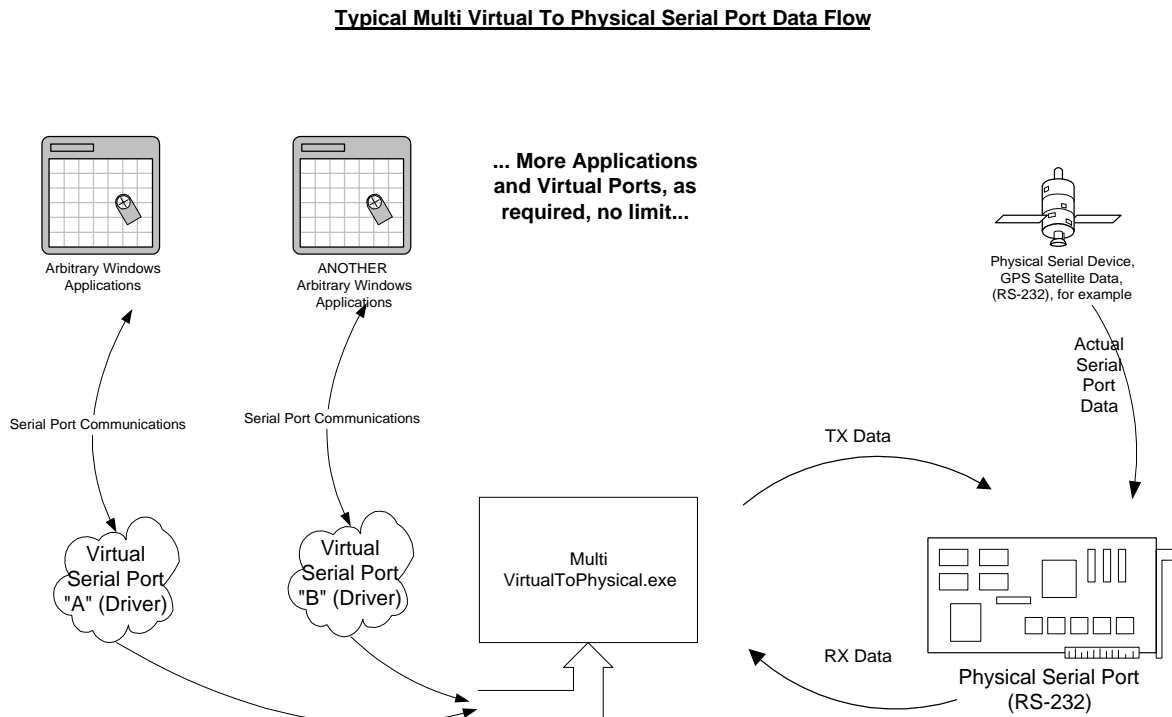 Typical Multi Virtual To Physical Serial Port Data Flow
Arbitrary Windows
Applications
ANOTHER
Arbitrary Windows
Applications
... More Applications
and Virtual Ports, as
required, no limit...
Physical Serial Device,
GPS Satellite Data,
(RS-232), for example
Actual
Serial
Port
Data
Serial Port Communications
Serial Port Communications
TX Data
Virtual
Serial Port
"A" (Driver)
Virtual
Serial Port
"B" (Driver)
Multi
VirtualToPhysical.exe
RX Data
Physical Serial Port
(RS-232)